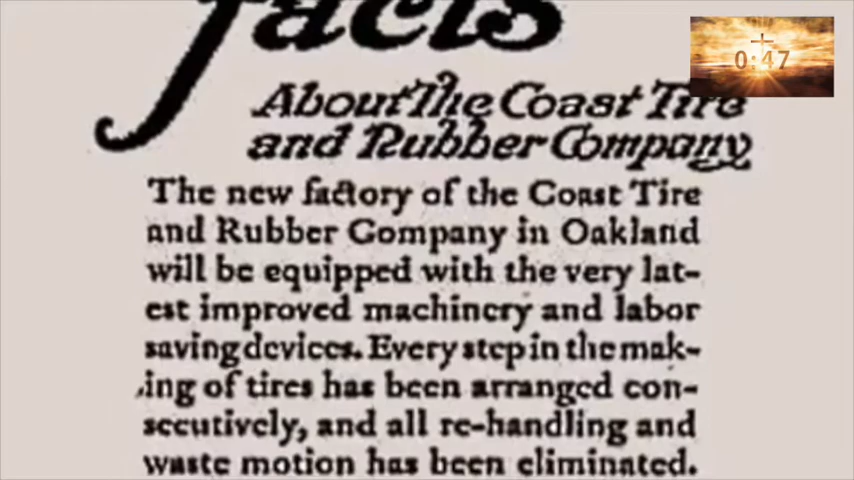 facts
0:47
About The Coast Tire
and Rubber Company
The new factory of the Coast Tire
and Rubber Company in Oakland
will be equipped with the very lat-
est improved machinery and labor
saving devices. Every step in the mak-
ing of tires has been arranged con-
secutively, and all re-handling and
waste motion has been eliminated.